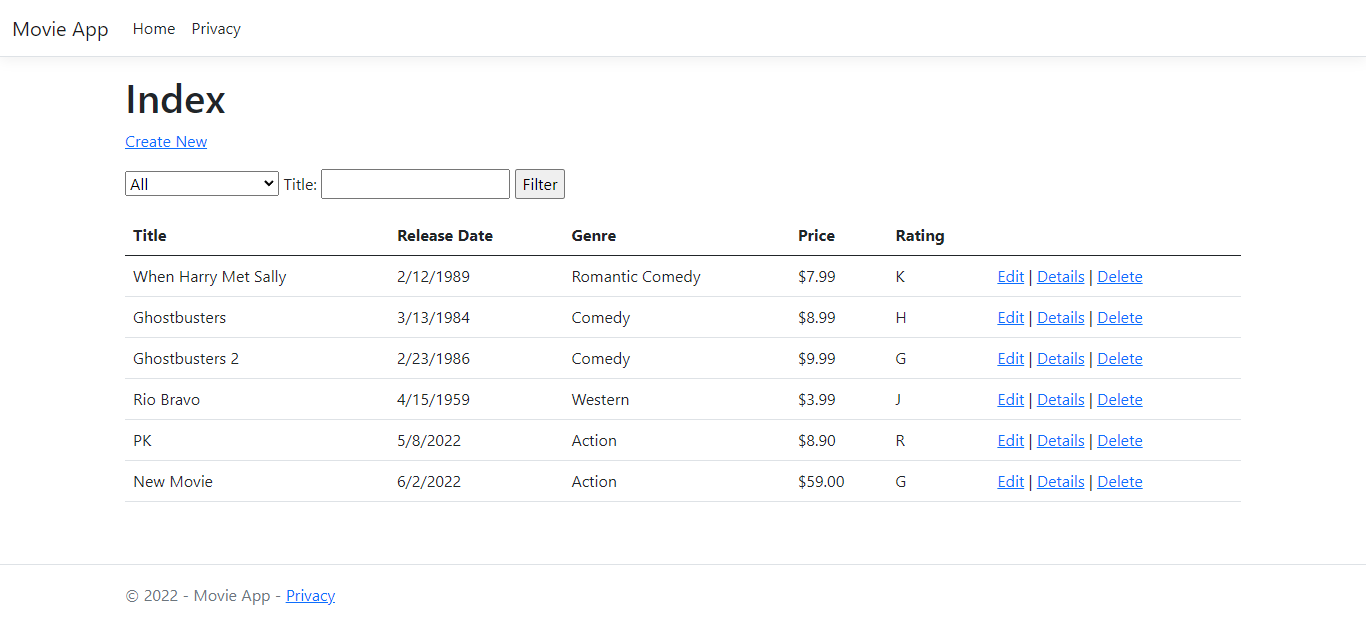 Movie App Home Privacy
Index
Create New
All Title: Filter
Title Release Date Genre Price Rating
When Harry Met Sally 2/12/1989 Romantic Comedy $7.99 K Edit | Details | Delete
Ghostbusters 3/13/1984 Comedy $8.99 H Edit | Details | Delete
Ghostbusters 2 2/23/1986 Comedy $9.99 G Edit | Details | Delete
Rio Bravo 4/15/1959 Western $3.99 J Edit | Details | Delete
PK 5/8/2022 Action $8.90 R Edit | Details | Delete
New Movie 6/2/2022 Action $59.00 G Edit | Details | Delete
© 2022 - Movie App - Privacy